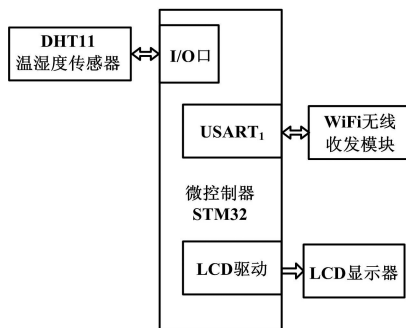 DHT11
温湿度传感器
I/O口
USART₁
WiFi无线
收发模块
微控制器
STM32
LCD驱动
LCD显示器